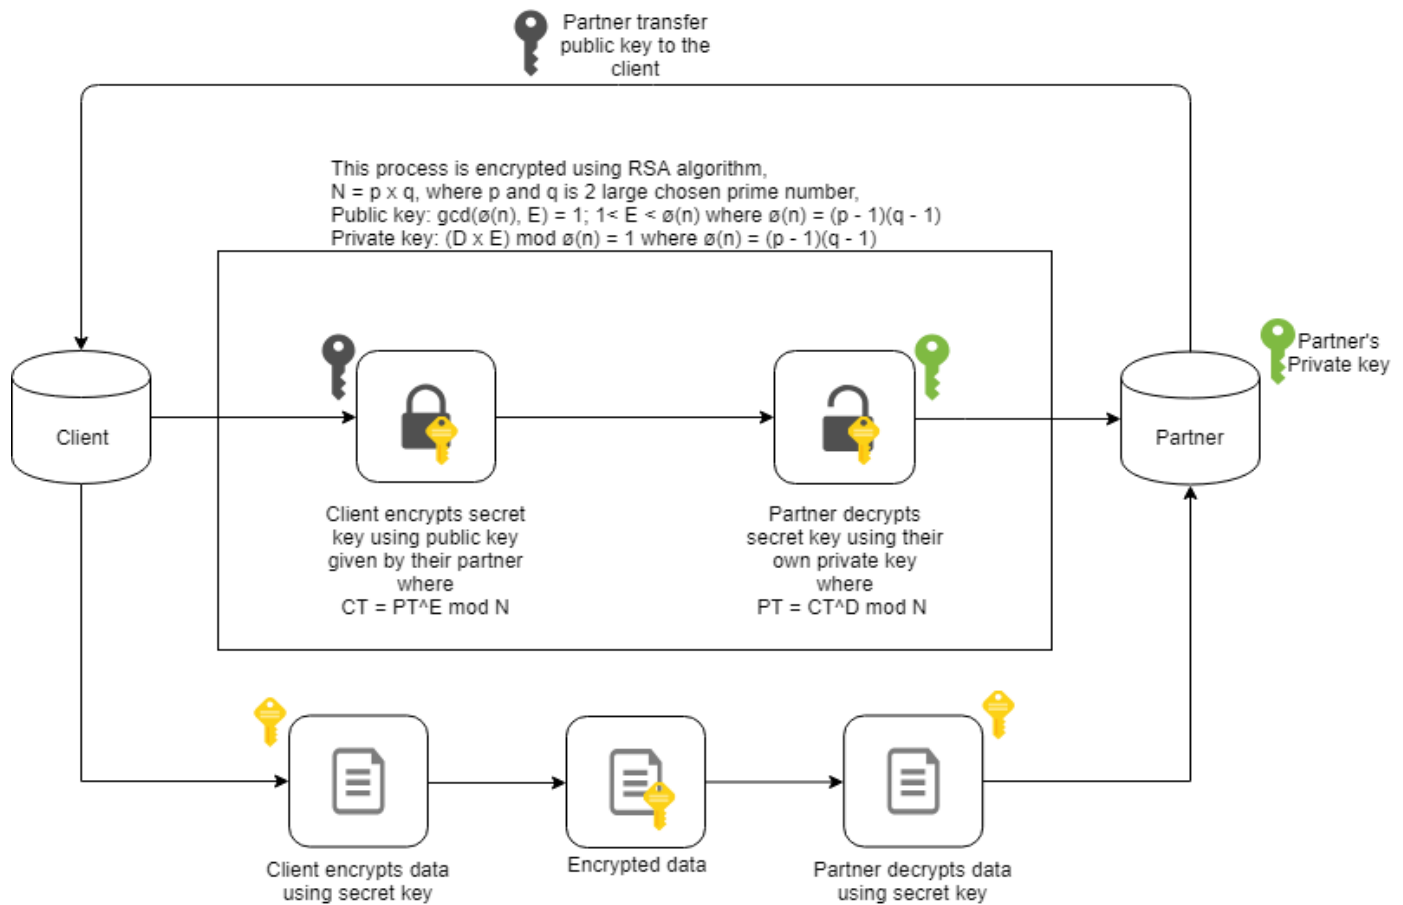 Partner transfer
public key to the
client
This process is encrypted using RSA algorithm,
N = p x q, where p and q is 2 large chosen prime number,
Public key: gcd(ø(n), E) = 1; 1< E < ø(n) where ø(n) = (p - 1)(q - 1)
Private key: (D x E) mod ø(n) = 1 where ø(n) = (p - 1)(q - 1)
Partner's
Private key
Client
Partner
Client encrypts secret
key using public key
given by their partner
where
CT = PT^E mod N
Partner decrypts
secret key using their
own private key
where
PT = CT^D mod N
Client encrypts data
using secret key
Encrypted data
Partner decrypts data
using secret key